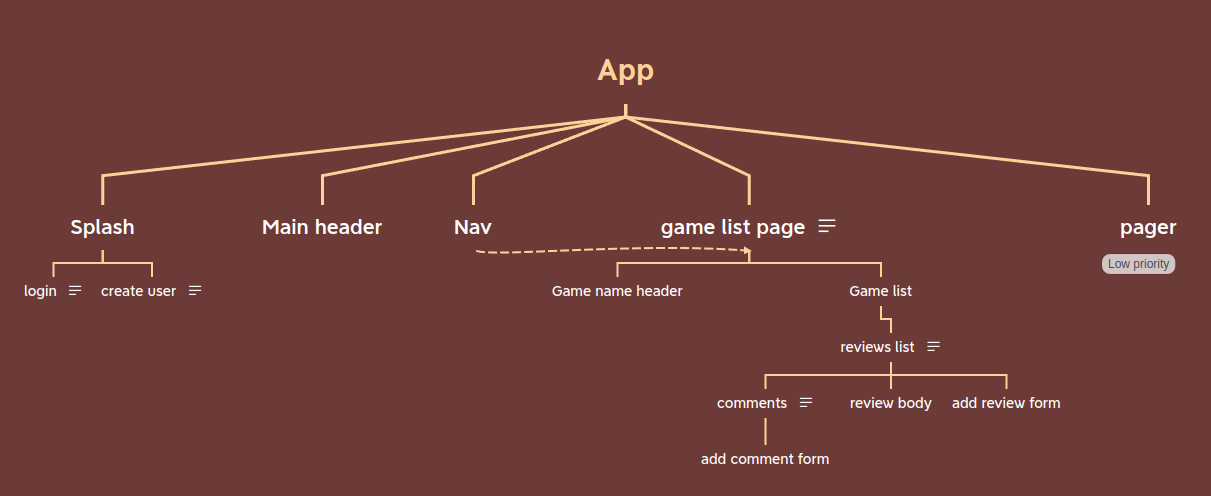 App
Splash
Main header
Nav
game list page
pager
Low priority
login
create user
Game name header
Game list
reviews list
comments
review body
add review form
add comment form